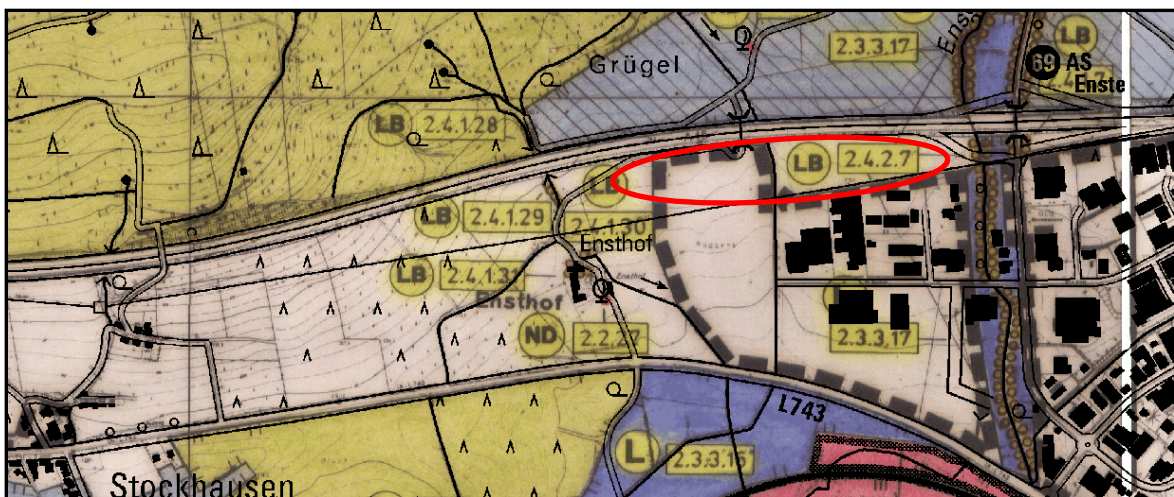 LB
Grügel
2.3.3.17
LB
69 AS
Enste
LB 2.4.1.28
LB 2.4.2.7
LB 2.4.1.29
2.4.1.30
Ensthof
LB 2.4.1.31
Ensthof
Ensthof
ND 2.2.27
2.3.3.17
L743
L 2.3.3.15
Stockhausen